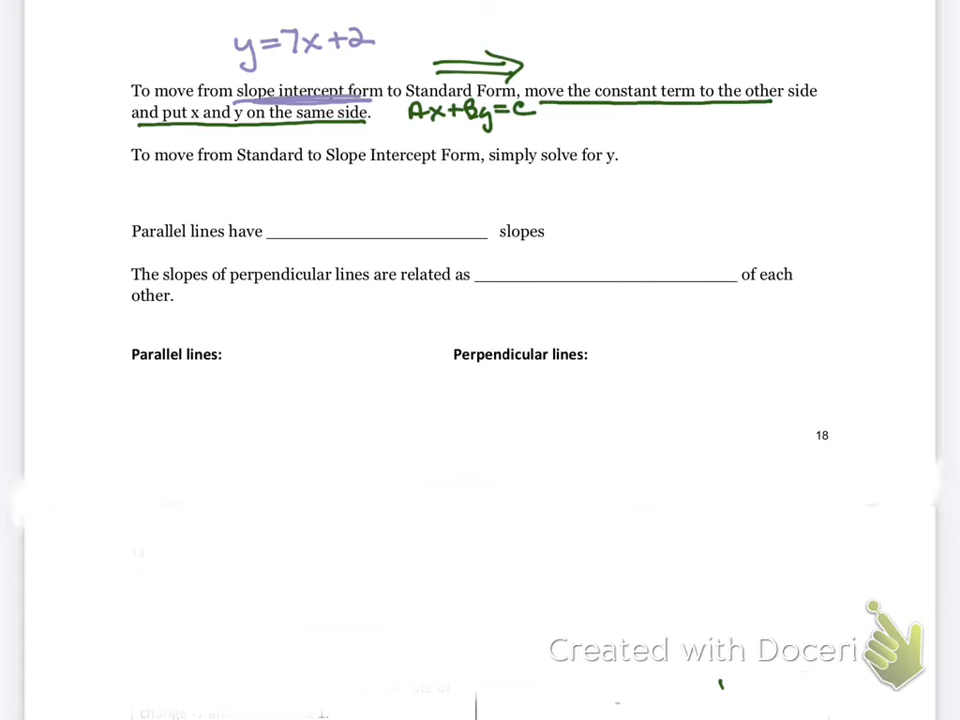 y=7x+2
To move from slope intercept form to Standard Form, move the constant term to the other side
and put x and y on the same side. Ax+By=C
To move from Standard to Slope Intercept Form, simply solve for y.
Parallel lines have _________________________ slopes
The slopes of perpendicular lines are related as ______________________________ of each
other.
Parallel lines: Perpendicular lines:
18
19
Created with Doceri